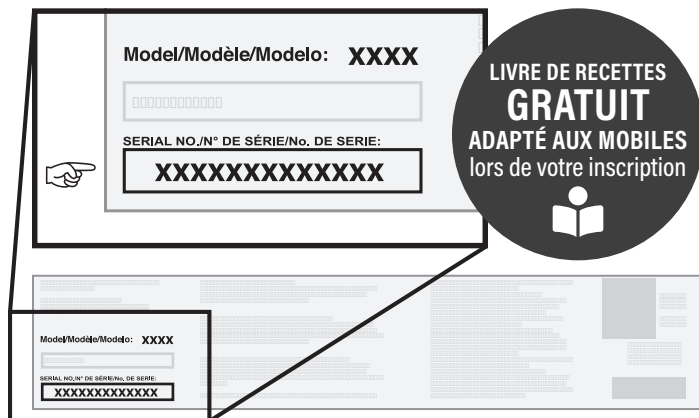 Model/Modèle/Modelo: XXXX
SERIAL NO./N° DE SÉRIE/No. DE SERIE:
XXXXXXXXXXXXX
LIVRE DE RECETTES
GRATUIT
ADAPTÉ AUX MOBILES
lors de votre inscription
Model/Modèle/Modelo: XXXX
SERIAL NO./N° DE SÉRIE/No. DE SERIE:
XXXXXXXXXXXXX